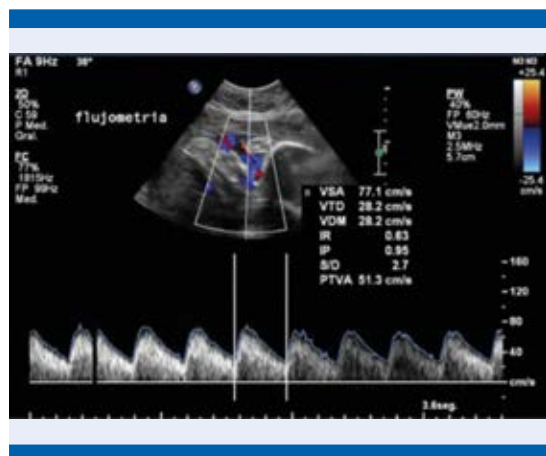 FA 9Hz 36°
R1
M3 M3
+25.4
2D
50%
C 59
P Med.
Gral.
flujometria
PW
40%
FP 60Hz
VMue2.0mm
M3
2.5MHz
5.7cm
FC
77%
1815Hz
FP 99Hz
Med.
-25.4
cm/s
VSA 77.1 cm/s
VTD 28.2 cm/s
VDM 28.2 cm/s
IR 0.63
IP 0.95
S/D 2.7
PTVA 51.3 cm/s
-160
-120
-80
-40
cm/s
3.6seg.